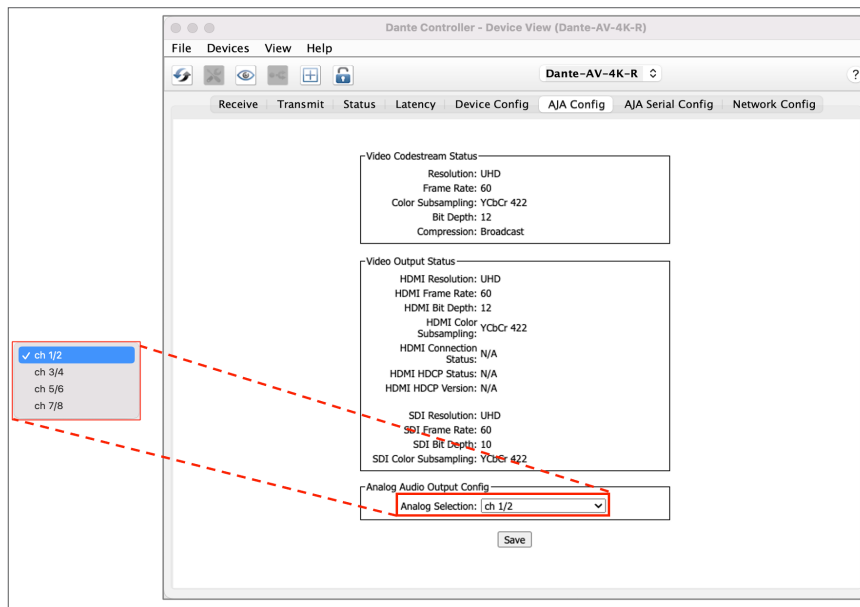 Dante Controller - Device View (Dante-AV-4K-R)
File Devices View Help
Dante-AV-4K-R
?
Receive Transmit Status Latency Device Config AJA Config AJA Serial Config Network Config
Video Codestream Status
Resolution: UHD
Frame Rate: 60
Color Subsampling: YCbCr 422
Bit Depth: 12
Compression: Broadcast
Video Output Status
HDMI Resolution: UHD
HDMI Frame Rate: 60
HDMI Bit Depth: 12
HDMI Color
Subsampling: YCbCr 422
HDMI Connection
Status: N/A
HDMI HDCP Status: N/A
HDMI HDCP Version: N/A
SDI Resolution: UHD
SDI Frame Rate: 60
SDI Bit Depth: 10
SDI Color Subsampling: YCbCr 422
Analog Audio Output Config
Analog Selection: ch 1/2
Save
✓ ch 1/2
ch 3/4
ch 5/6
ch 7/8